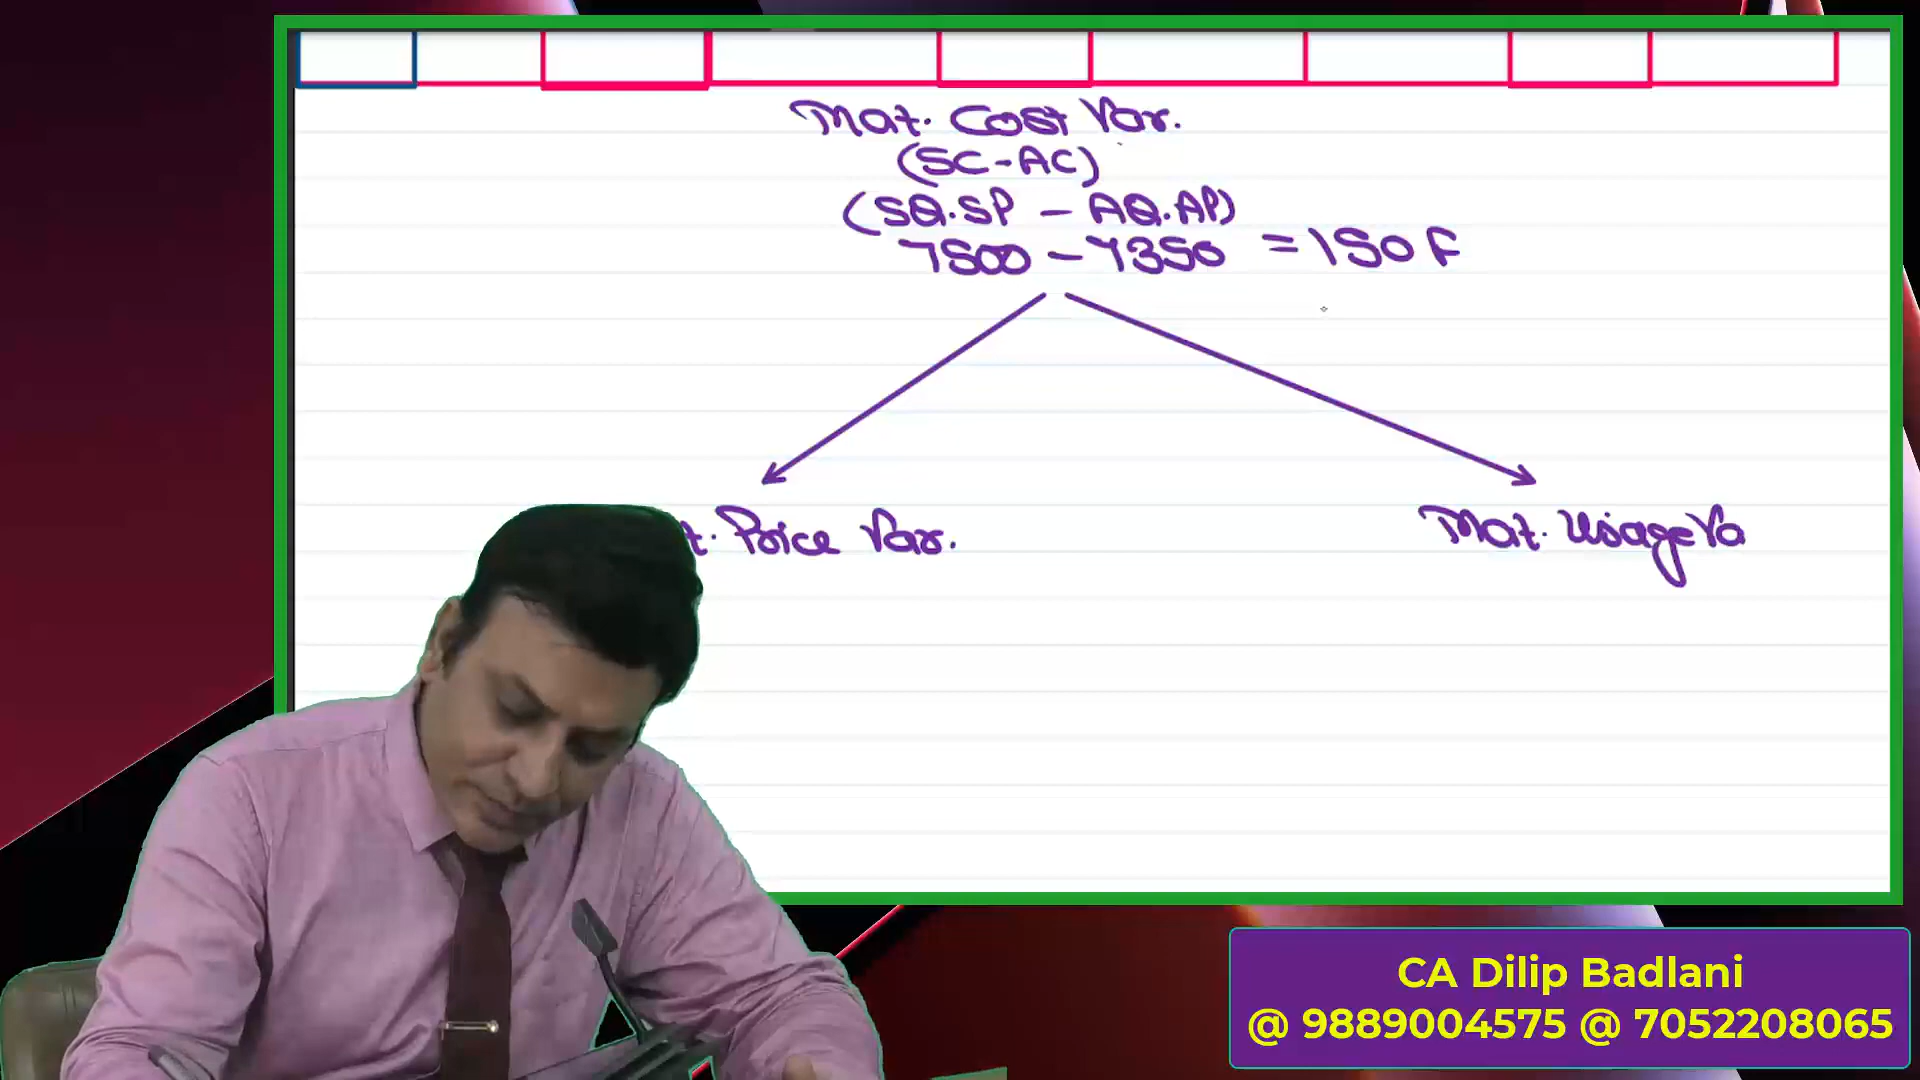 Mat. Cost Var.
(SC-AC)
(SQ.SP - AQ.AP)
7500 - 7350 = 150 F
t. Price Var.
Mat. Usage Va
CA Dilip Badlani
@ 9889004575 @ 7052208065